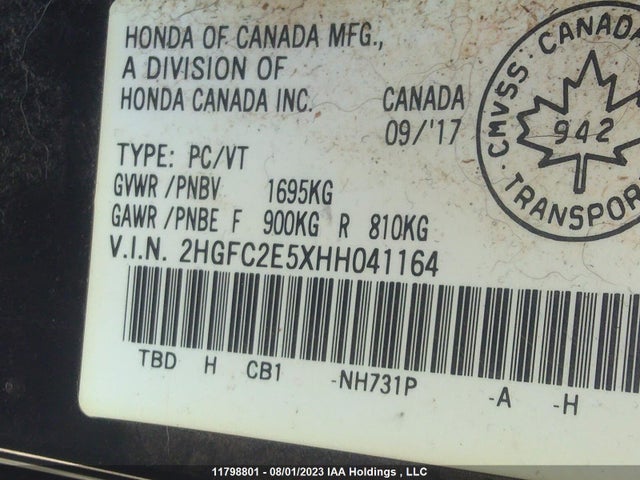 HONDA OF CANADA MFG.,
A DIVISION OF
HONDA CANADA INC. CANADA
09/'17
TYPE: PC/VT
GVWR /PNBV 1695KG
GAWR /PNBE F 900KG R 810KG
V.I.N. 2HGFC2E5XHH041164
TBD H CB1 -NH731P -A -H
CMVSS: CANADA
942
TRANSPOR
11798801 - 08/01/2023 IAA Holdings , LLC